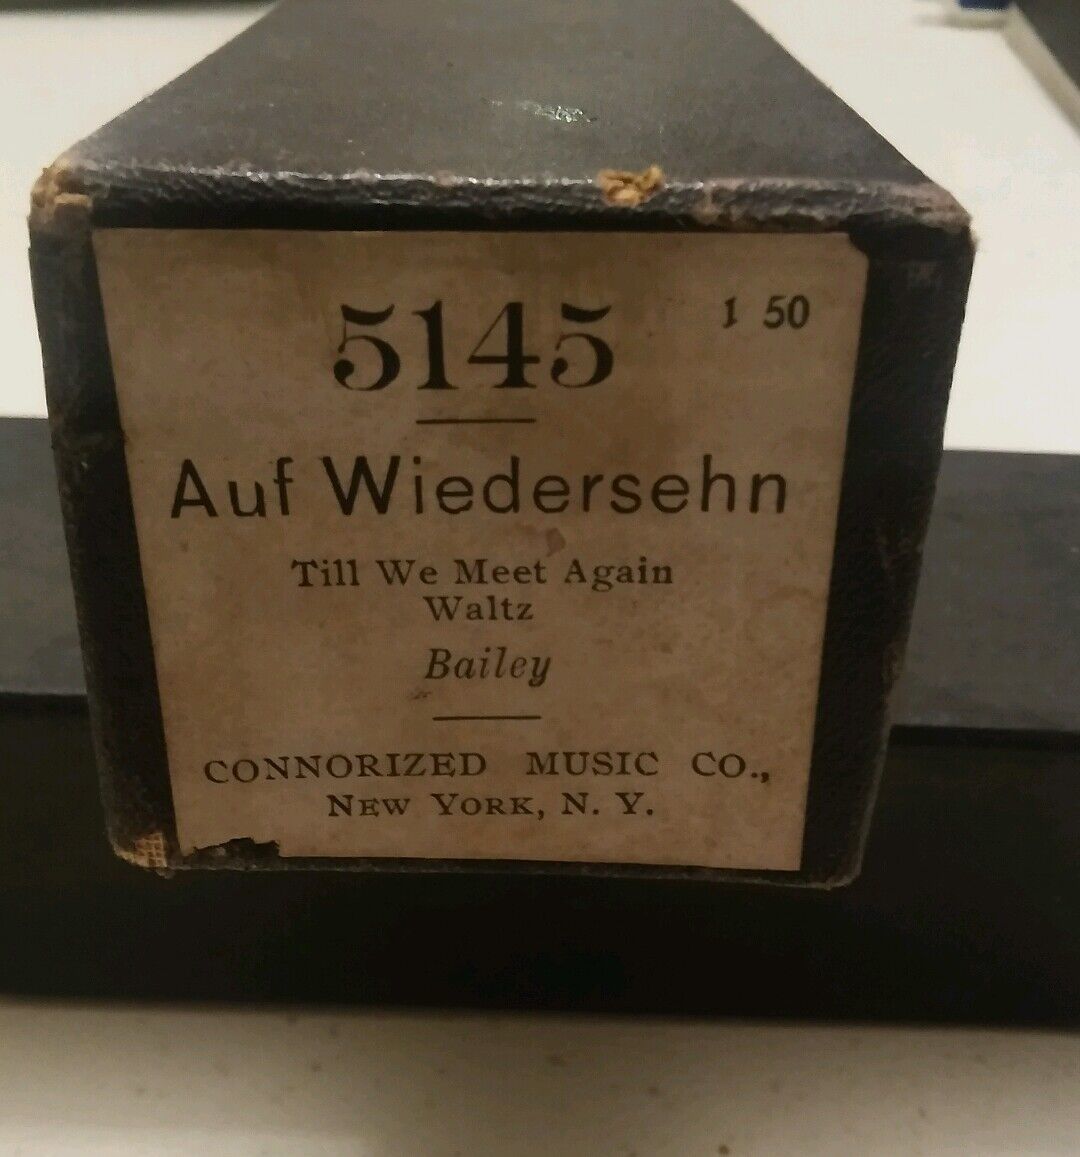 5145 1 50
Auf Wiedersehn
Till We Meet Again
Waltz
Bailey
CONNORIZED MUSIC CO.,
NEW YORK, N. Y.